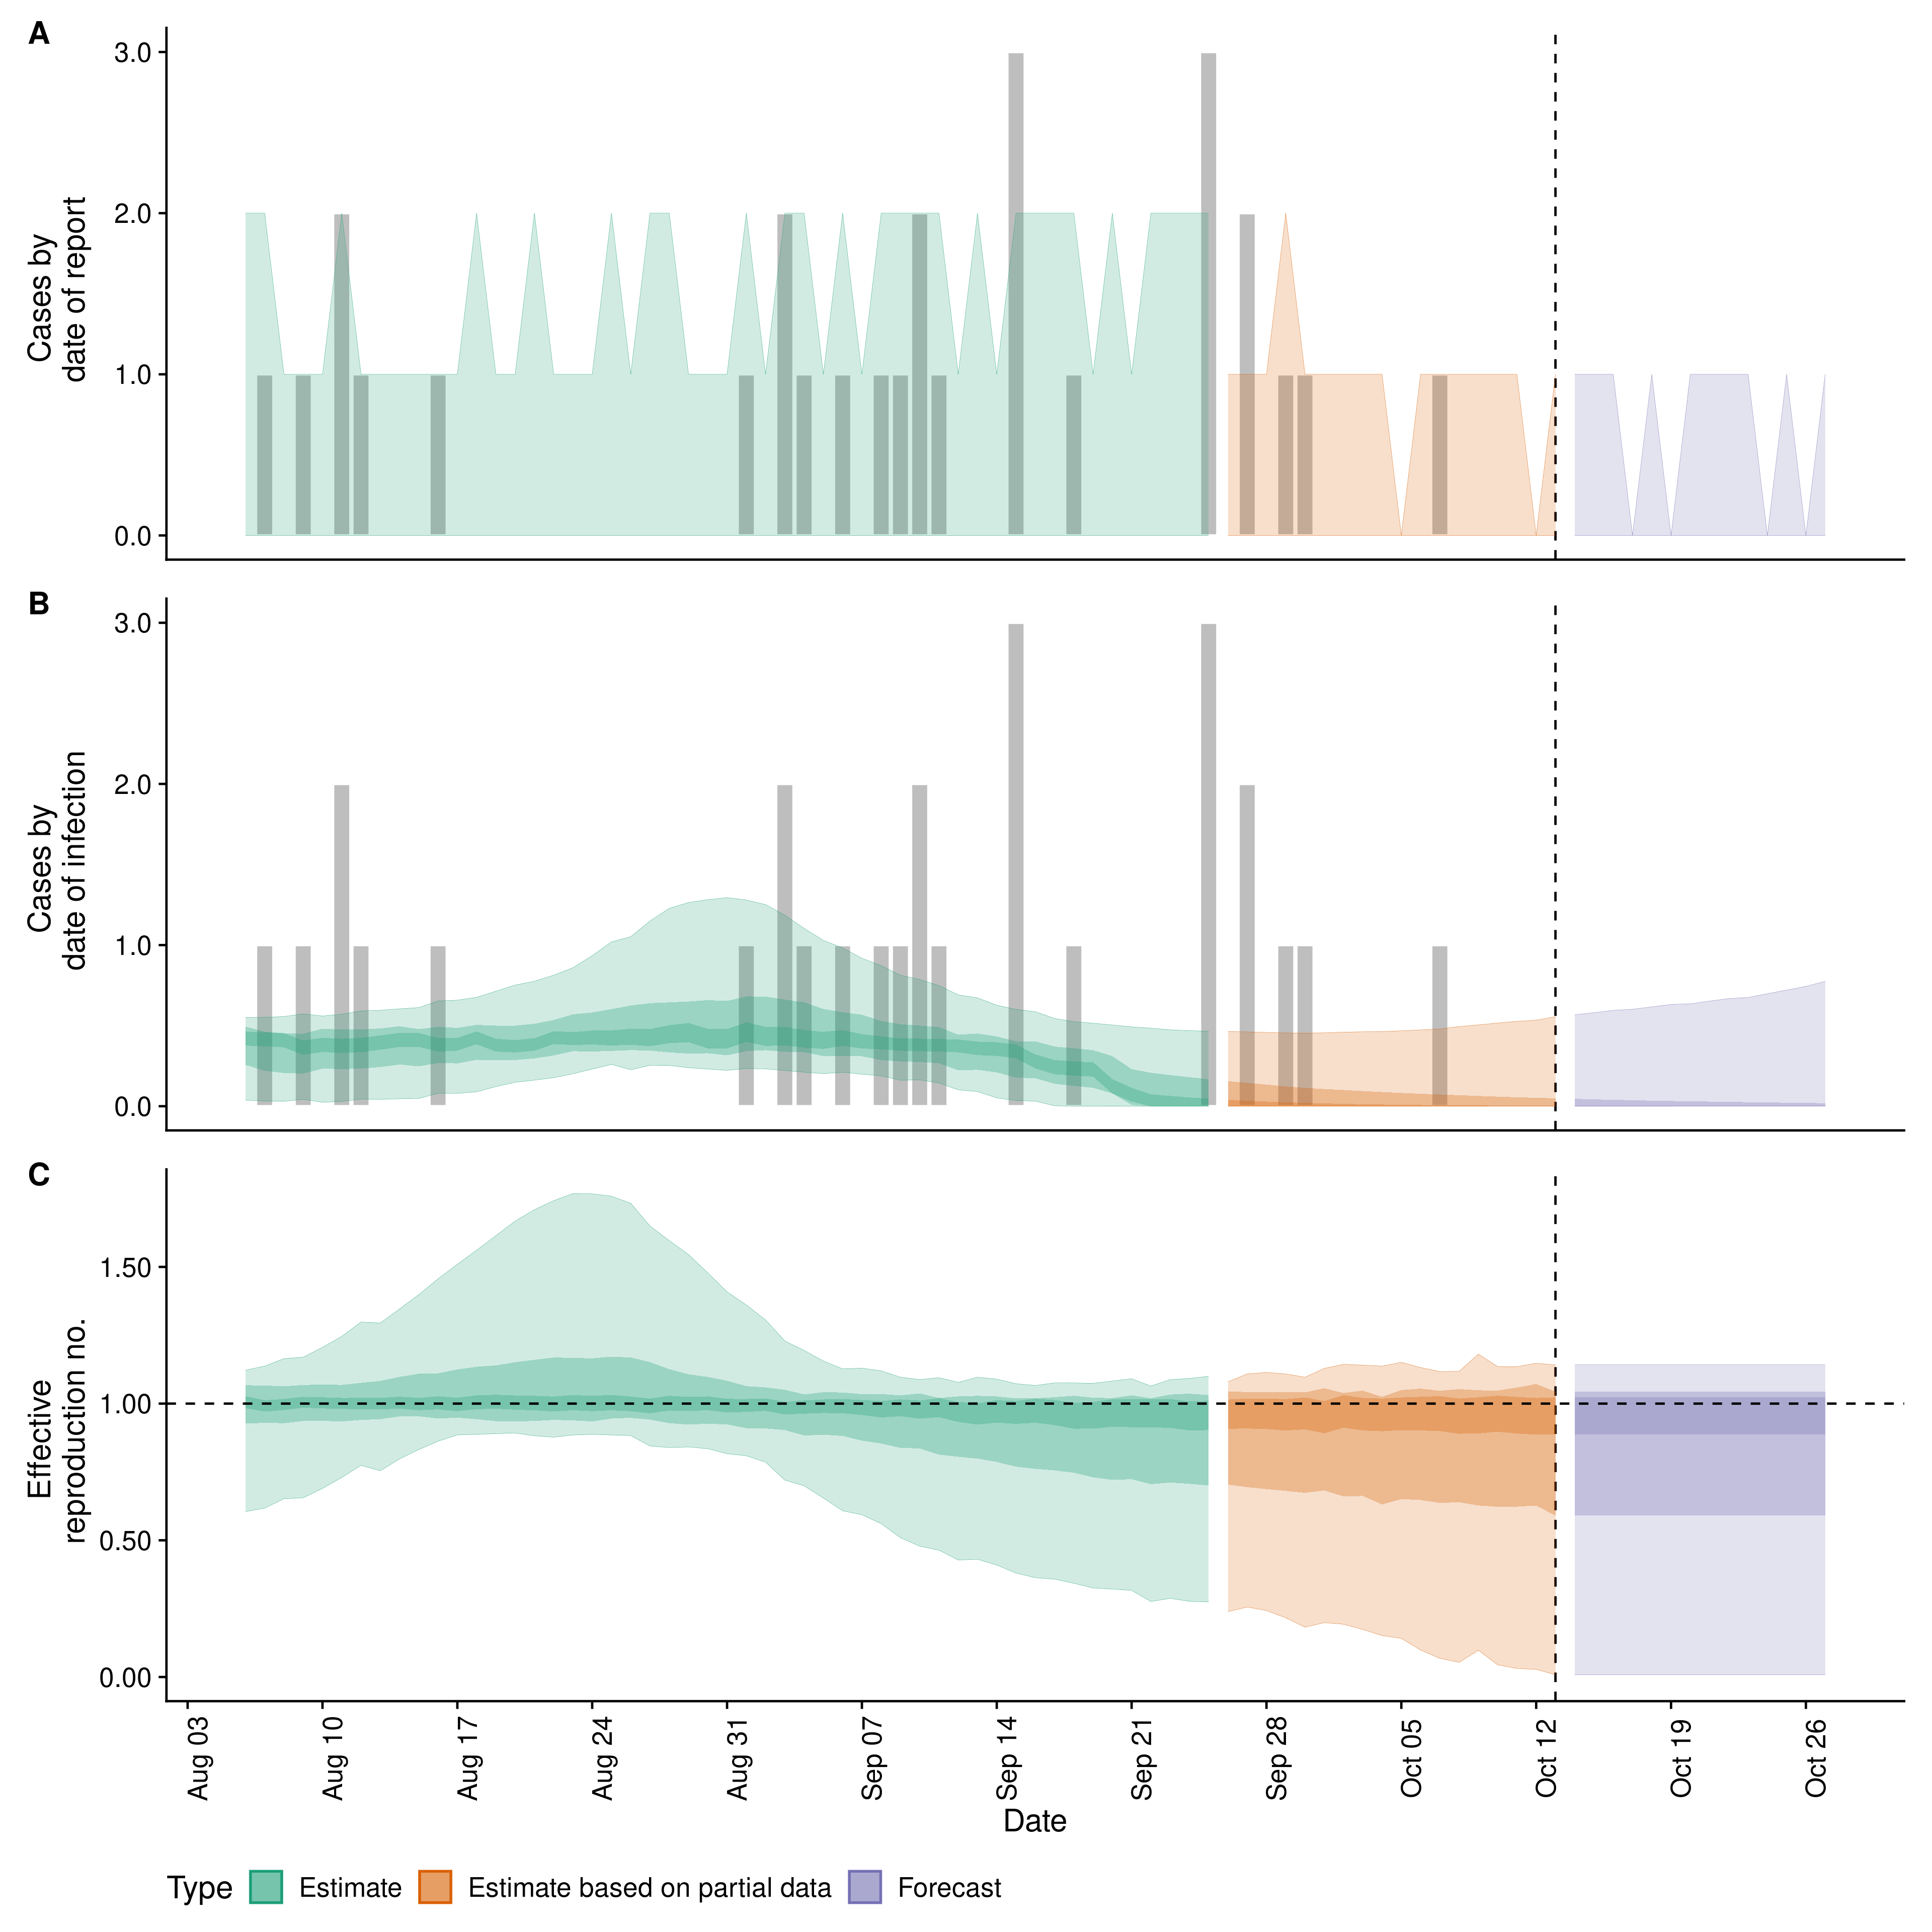 A
3.0
2.0
1.0
0.0
Cases by
date of report
B
3.0
2.0
1.0
0.0
Cases by
date of infection
C
1.50
1.00
0.50
0.00
Effective
reproduction no.
Aug 03
Aug 10
Aug 17
Aug 24
Aug 31
Sep 07
Sep 14
Sep 21
Sep 28
Oct 05
Oct 12
Oct 19
Oct 26
Date
Type Estimate Estimate based on partial data Forecast